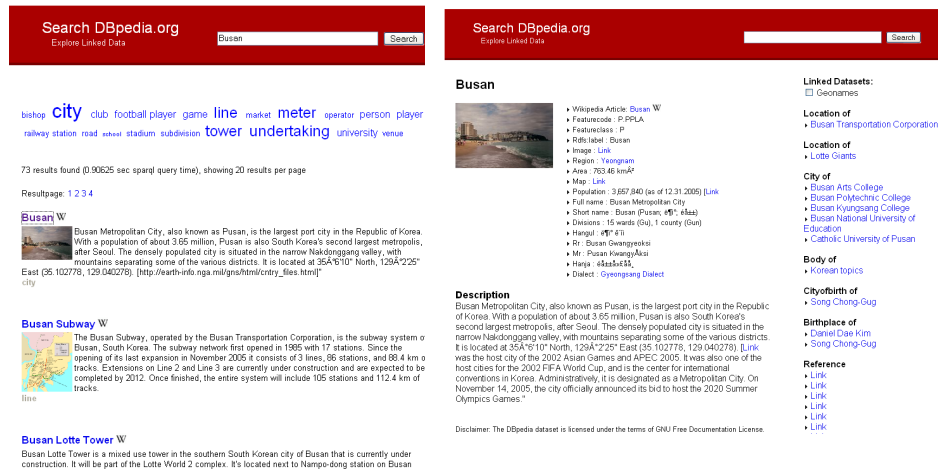 Search DBpedia.org
Explore Linked Data
Busan
Search
bishop city club football player game line market meter operator person player
railway station road school stadium subdivision tower undertaking university venue
73 results found (0.90625 sec sparql query time), showing 20 results per page
Resultpage: 1 2 3 4
Busan W
Busan Metropolitan City, also known as Pusan, is the largest port city in the Republic of Korea.
With a population of about 3.65 million, Pusan is also South Korea's second largest metropolis,
after Seoul. The densely populated city is situated in the narrow Nakdonggang valley, with
mountains separating some of the various districts. It is located at 35Â°6'10" North, 129Â°2'25"
East (35.102778, 129.040278). [http://earth-info.nga.mil/gns/html/cntry_files.html]"
city
Busan Subway W
The Busan Subway, operated by the Busan Transportation Corporation, is the subway system o
Busan, South Korea. The subway network first opened in 1985 with 17 stations. Since the
opening of its last expansion in November 2005 it consists of 3 lines, 86 stations, and 88.4 km o
tracks. Extensions on Line 2 and Line 3 are currently under construction and are expected to be
completed by 2012. Once finished, the entire system will include 105 stations and 112.4 km of
tracks.
line
Busan Lotte Tower W
Busan Lotte Tower is a mixed use tower in the southern South Korean city of Busan that is currently under
construction. It will be part of the Lotte World 2 complex. It's located next to Nampo-dong station on Busan
Search DBpedia.org
Explore Linked Data
Search
Busan
Wikipedia Article: Busan W
Featurecode : P.PPLA
Featureclass : P
Rdfs:label : Busan
Image : Link
Region : Yeongnam
Area : 763.46 kmÂ²
Map : Link
Population : 3,657,840 (as of 12.31.2005) [Link
Full name : Busan Metropolitan City
Short name : Busan (Pusan;
Divisions : 15 wards (Gu), 1 county (Gun)
Hangul :
Rr : Busan Gwangyeoksi
Mr : Pusan KwangyÅksi
Hanja :
Dialect : Gyeongsang Dialect
Description
Busan Metropolitan City, also known as Pusan, is the largest port city in the Republic
of Korea. With a population of about 3.65 million, Pusan is also South Korea's
second largest metropolis, after Seoul. The densely populated city is situated in the
narrow Nakdonggang valley, with mountains separating some of the various districts.
It is located at 35Â°6'10" North, 129Â°2'25" East (35.102778, 129.040278). [Link
was the host city of the 2002 Asian Games and APEC 2005. It was also one of the
host cities for the 2002 FIFA World Cup, and is the center for international
conventions in Korea. Administratively, it is designated as a Metropolitan City. On
November 14, 2005, the city officially announced its bid to host the 2020 Summer
Olympics Games."
Disclaimer: The DBpedia dataset is licensed under the terms of GNU Free Documentation License.
Linked Datasets:
Geonames
Location of
Busan Transportation Corporation
Location of
Lotte Giants
City of
Busan Arts College
Busan Polytechnic College
Busan Kyungsang College
Busan National University of
Education
Catholic University of Pusan
Body of
Korean topics
Cityofbirth of
Song Chong-Gug
Birthplace of
Daniel Dae Kim
Song Chong-Gug
Reference
Link
Link
Link
Link
Link
Link